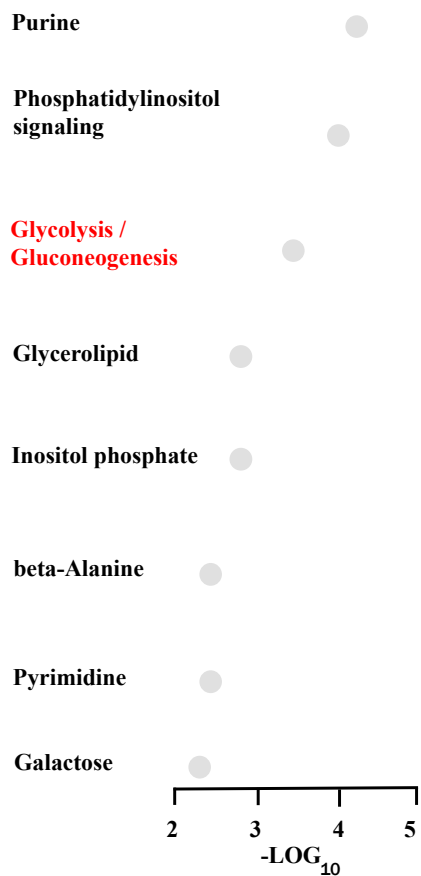 Purine
Phosphatidylinositol
signaling
Glycolysis /
Gluconeogenesis
Glycerolipid
Inositol phosphate
beta-Alanine
Pyrimidine
Galactose
2 3 4 5
-LOG10